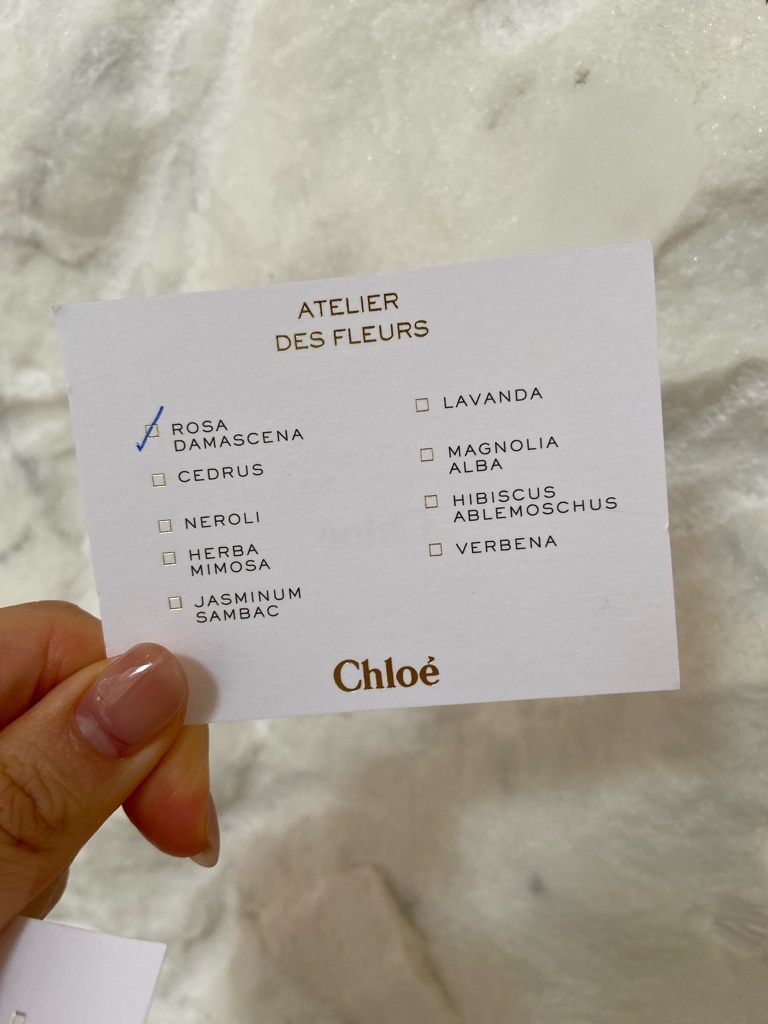 ATELIER
DES FLEURS
ROSA
DAMASCENA
CEDRUS
NEROLI
HERBA
MIMOSA
JASMINUM
SAMBAC
LAVANDA
MAGNOLIA
ALBA
HIBISCUS
ABLEMOSCHUS
VERBENA
Chloé